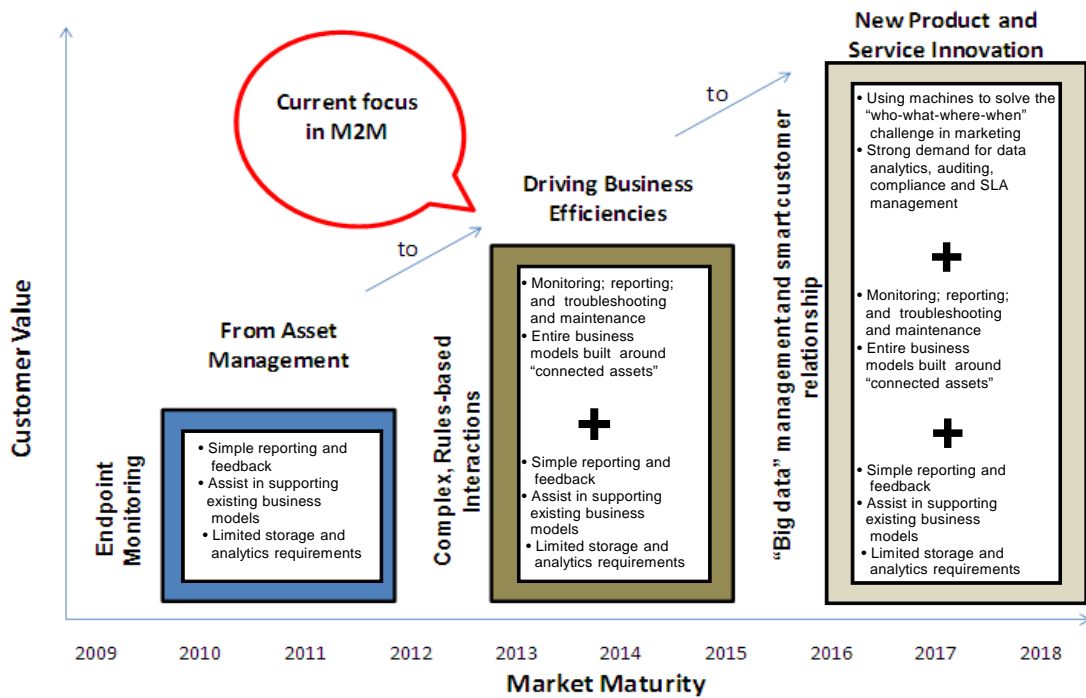 New Product and
Service Innovation
Current focus
in M2M
to
Driving Business
Efficiencies
to
From Asset
Management
Customer Value
Endpoint
Monitoring
• Simple reporting and
feedback
• Assist in supporting
existing business
models
• Limited storage and
analytics requirements
Complex, Rules-based
Interactions
• Monitoring; reporting;
and troubleshooting
and maintenance
• Entire business
models built around
“connected assets”
+
• Simple reporting and
feedback
• Assist in supporting
existing business
models
• Limited storage and
analytics requirements
“Big data” management and smart customer
relationship
• Using machines to solve the
“who-what-where-when”
challenge in marketing
• Strong demand for data
analytics, auditing,
compliance and SLA
management
+
• Monitoring; reporting;
and troubleshooting
and maintenance
• Entire business
models built around
“connected assets”
+
• Simple reporting and
feedback
• Assist in supporting
existing business
models
• Limited storage and
analytics requirements
2009 2010 2011 2012 2013 2014 2015 2016 2017 2018
Market Maturity